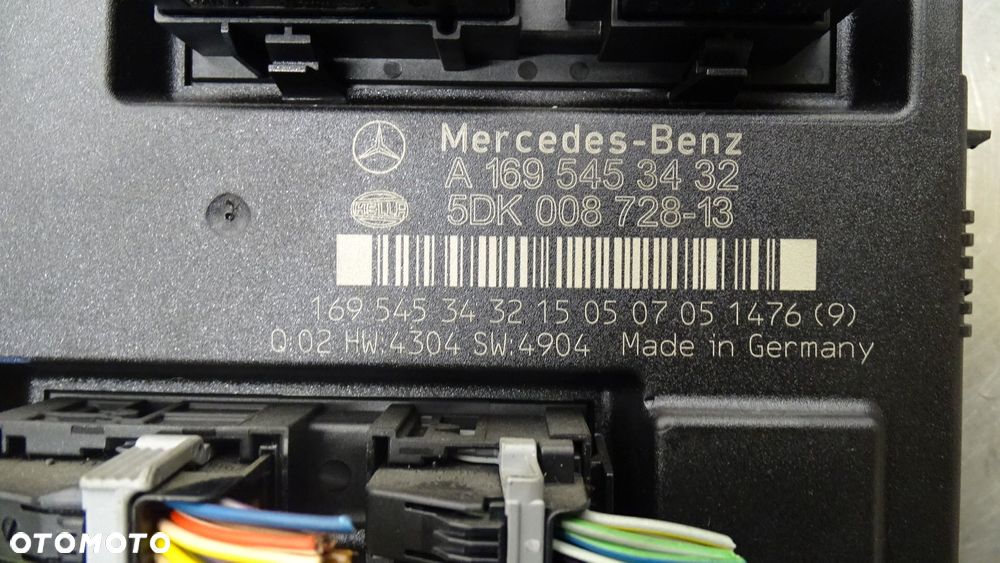 Mercedes-Benz
A 169 545 34 32
HELLA
5DK 008 728-13
169 545 34 32 15 05 07 05 1476 (9)
Q:02 HW:4304 SW:4904 Made in Germany
OTOMOTO